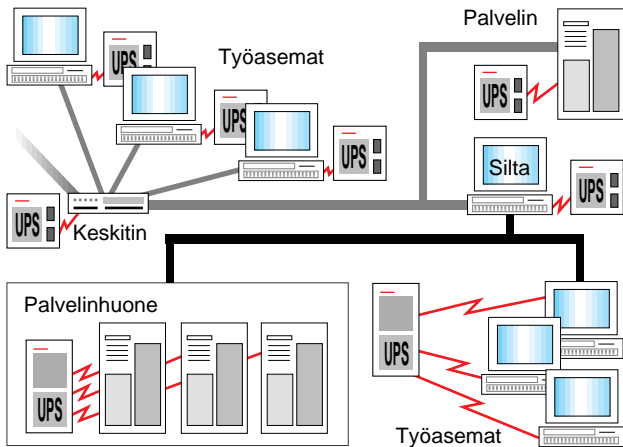 UPS
Työasemat
UPS
UPS
UPS
Keskitin
Palvelin
UPS
Silta
UPS
Palvelinhuone
UPS
UPS
Työasemat